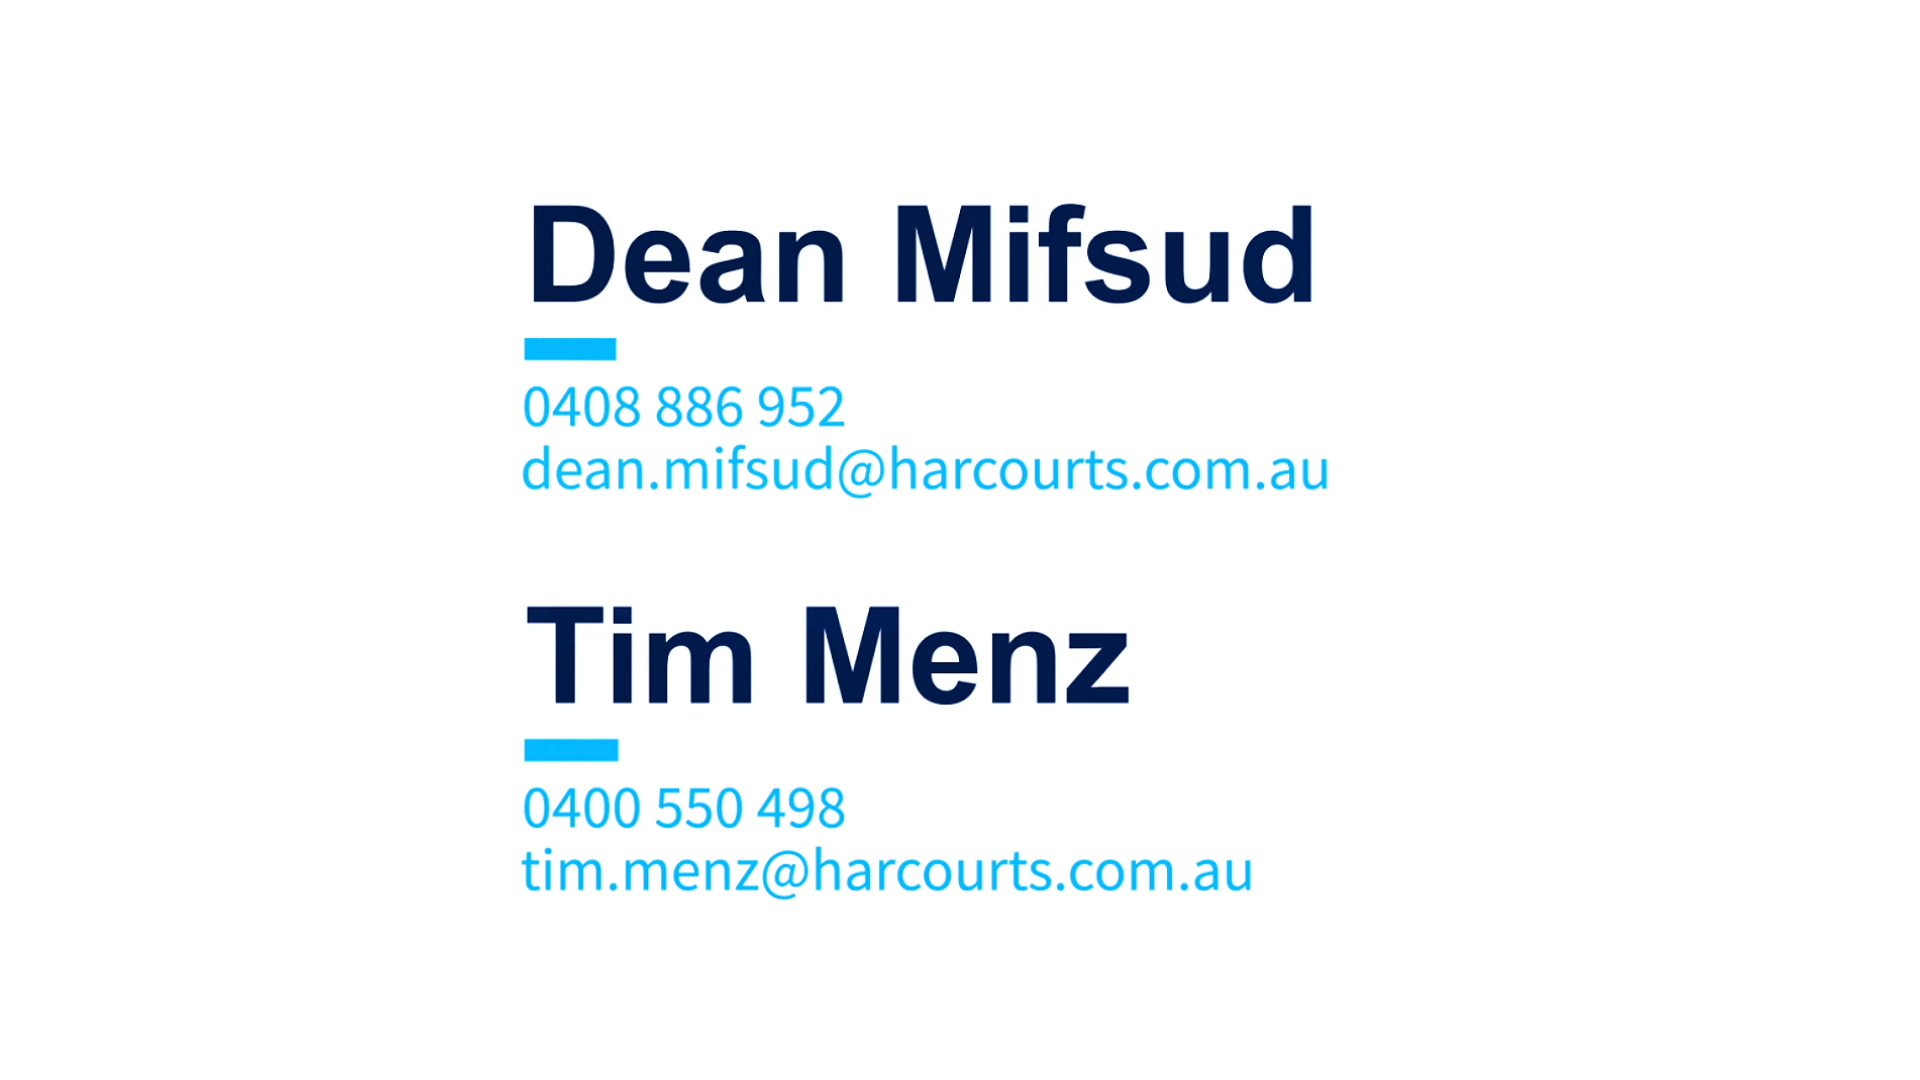 Dean Mifsud
0408 886 952
dean.mifsud@harcourts.com.au
Tim Menz
0400 550 498
tim.menz@harcourts.com.au